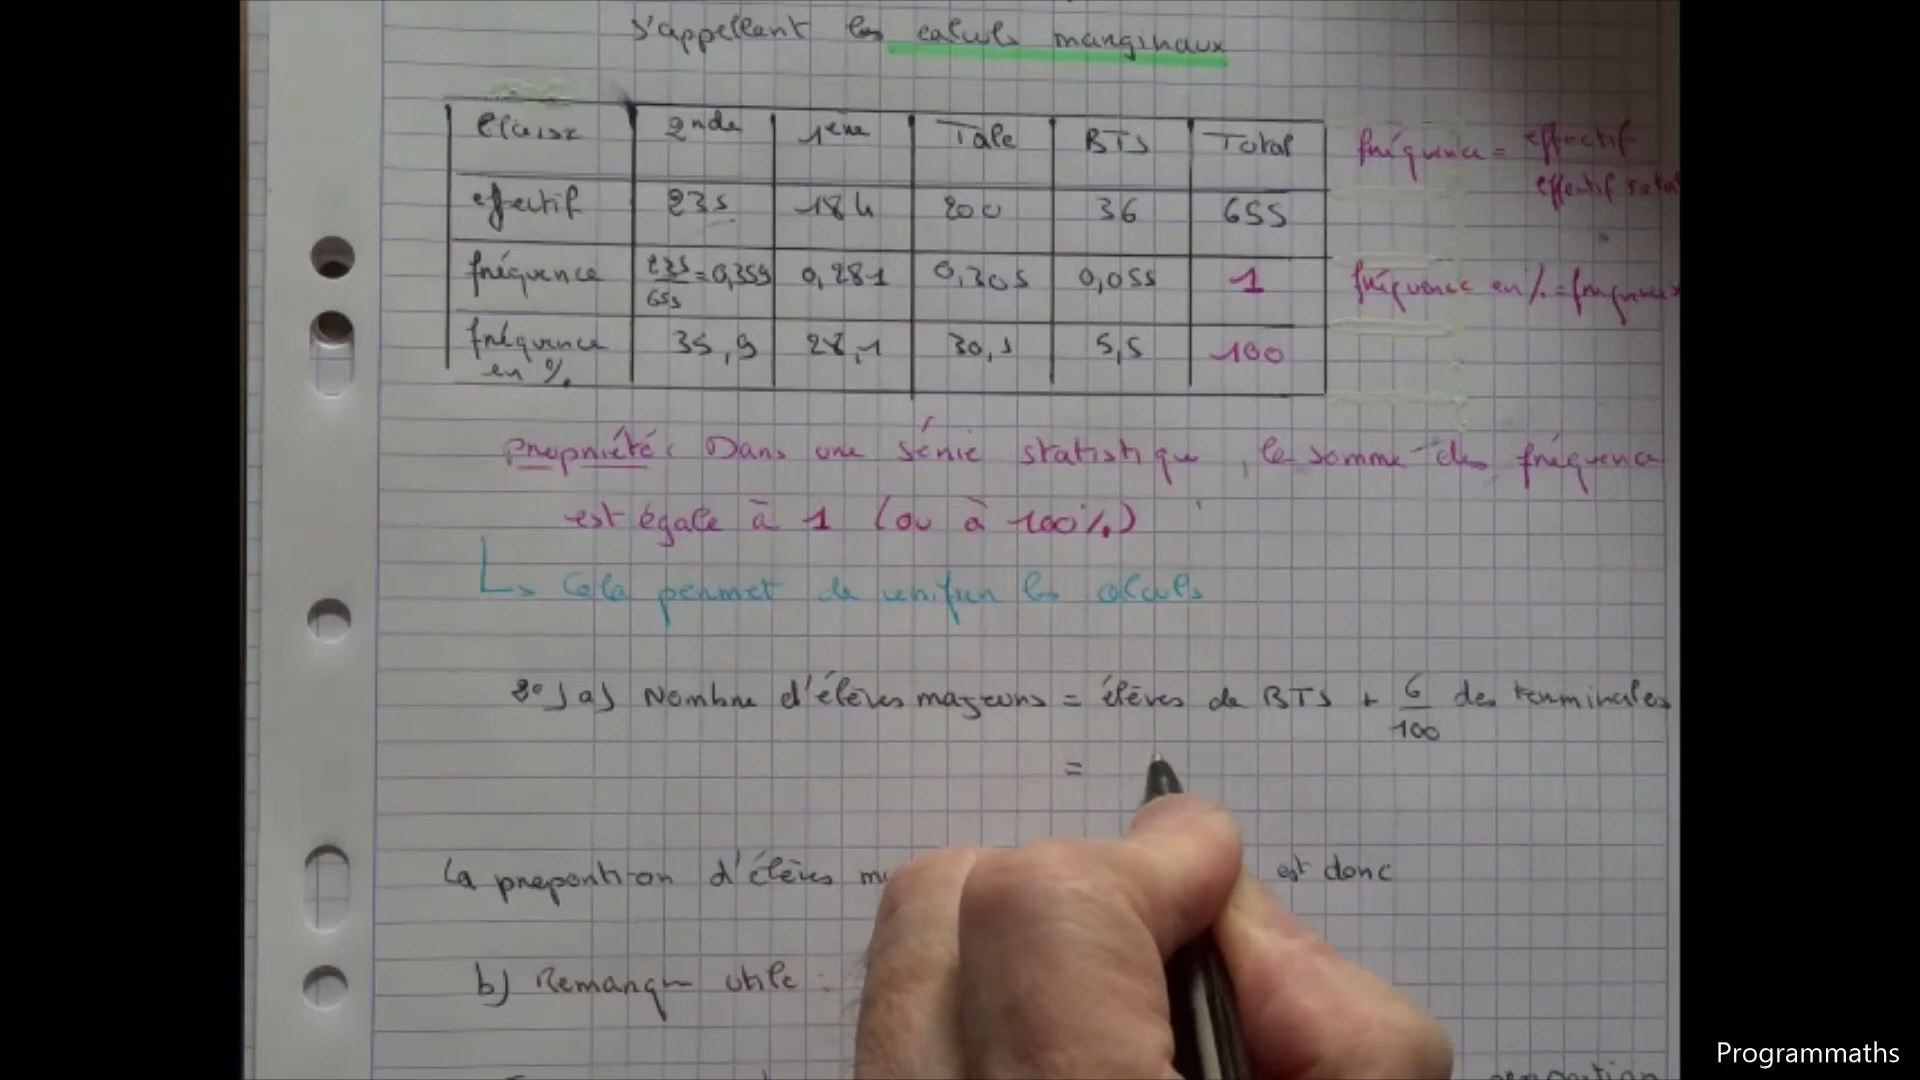 s'appellent les calculs marginaux
Classe 2nde 1ère Tale BTS Total
effectif 235 184 200 36 655
fréquence 235/655 = 0,359 0,281 0,305 0,055 1
fréquence en % 35,9 28,1 30,5 5,5 100
fréquence = effectif / effectif total
fréquence en % = fréquence
propriété : Dans une série statistique, la somme des fréquence
est égale à 1 (ou à 100%)
↳ Cela permet de vérifier les calculs
2°) a) Nombre d'élèves majeurs = élèves de BTS + 6/100 des terminales
=
La proportion d'élèves est donc
b) Remarque utile :
Programmaths